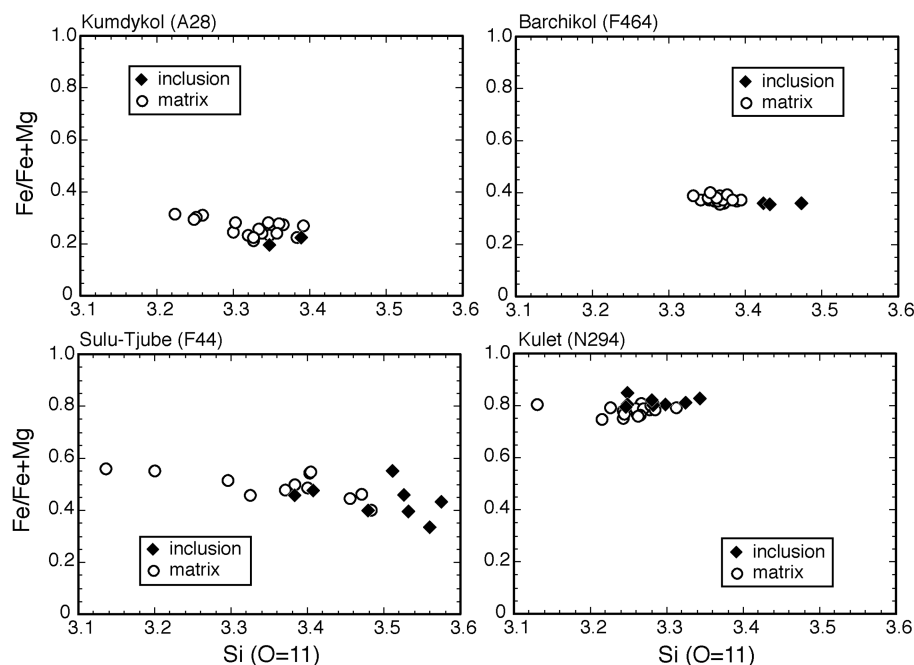 Kumdykol (A28)
1.0
0.8
0.6
0.4
0.2
0
Fe/Fe+Mg
inclusion
matrix
3.1 3.2 3.3 3.4 3.5 3.6
Barchikol (F464)
1.0
0.8
0.6
0.4
0.2
0
inclusion
matrix
3.1 3.2 3.3 3.4 3.5 3.6
Sulu-Tjube (F44)
1.0
0.8
0.6
0.4
0.2
0
Fe/Fe+Mg
inclusion
matrix
3.1 3.2 3.3 3.4 3.5 3.6
Si (O=11)
Kulet (N294)
1.0
0.8
0.6
0.4
0.2
0
inclusion
matrix
3.1 3.2 3.3 3.4 3.5 3.6
Si (O=11)